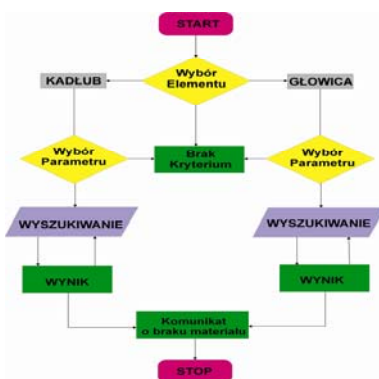 START
Wybór
Elementu
KADŁUB
GŁOWICA
Wybór
Parametru
Brak
Kryterium
Wybór
Parametru
WYSZUKIWANIE
WYSZUKIWANIE
WYNIK
WYNIK
Komunikat
o braku materiału
STOP